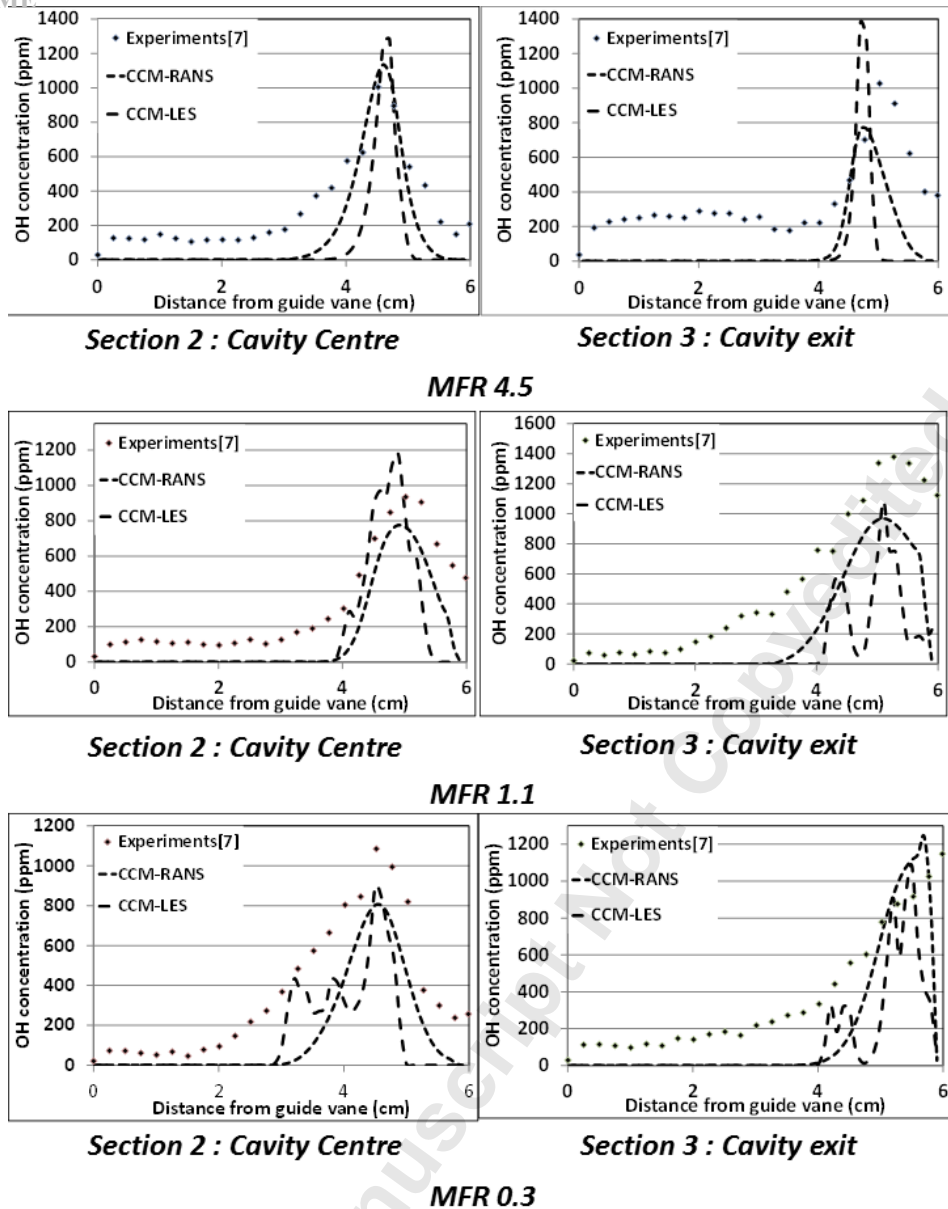 1400
1200
1000
800
600
400
200
0
OH concentration (ppm)
Experiments[7]
CCM-RANS
CCM-LES
0 2 4 6
Distance from guide vane (cm)
Section 2 : Cavity Centre
1400
1200
1000
800
600
400
200
0
OH concentration (ppm)
Experiments[7]
CCM-RANS
CCM-LES
0 2 4 6
Distance from guide vane (cm)
Section 3 : Cavity exit
MFR 4.5
1200
1000
800
600
400
200
0
OH concentration (ppm)
Experiments[7]
CCM-RANS
CCM-LES
0 2 4 6
Distance from guide vane (cm)
Section 2 : Cavity Centre
1600
1400
1200
1000
800
600
400
200
0
OH concentration (ppm)
Experiments[7]
CCM-RANS
CCM-LES
0 2 4 6
Distance from guide vane (cm)
Section 3 : Cavity exit
MFR 1.1
1200
1000
800
600
400
200
0
OH concentration (ppm)
Experiments[7]
CCM-RANS
CCM-LES
0 2 4 6
Distance from guide vane (cm)
Section 2 : Cavity Centre
1200
1000
800
600
400
200
0
OH concentration (ppm)
Experiments[7]
CCM-RANS
CCM-LES
0 2 4 6
Distance from guide vane (cm)
Section 3 : Cavity exit
MFR 0.3
nuscript Not Copyedited